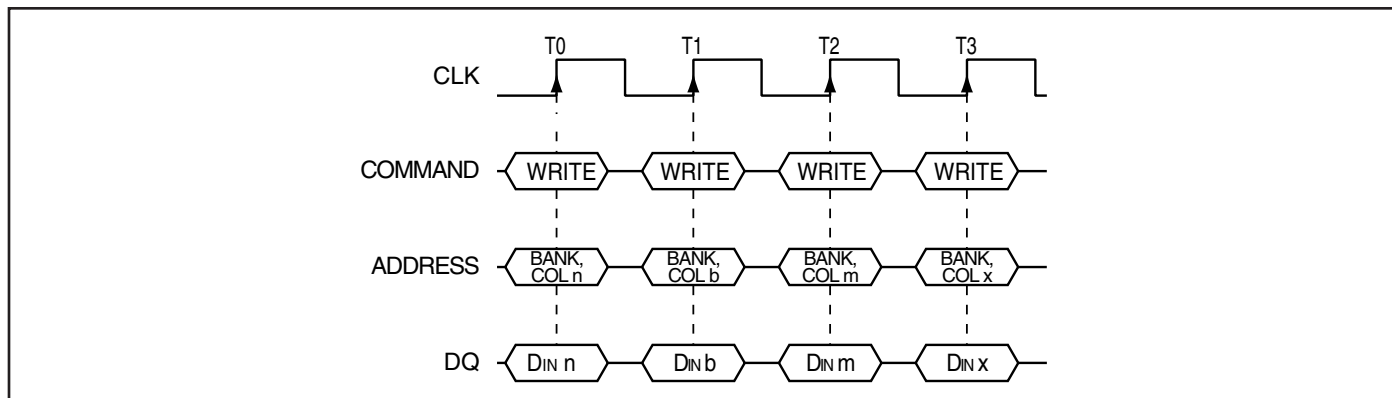 T0 T1 T2 T3
CLK
COMMAND WRITE WRITE WRITE WRITE
ADDRESS BANK, BANK, BANK, BANK,
COL n COL b COL m COL x
DQ DIN n DIN b DIN m DIN x